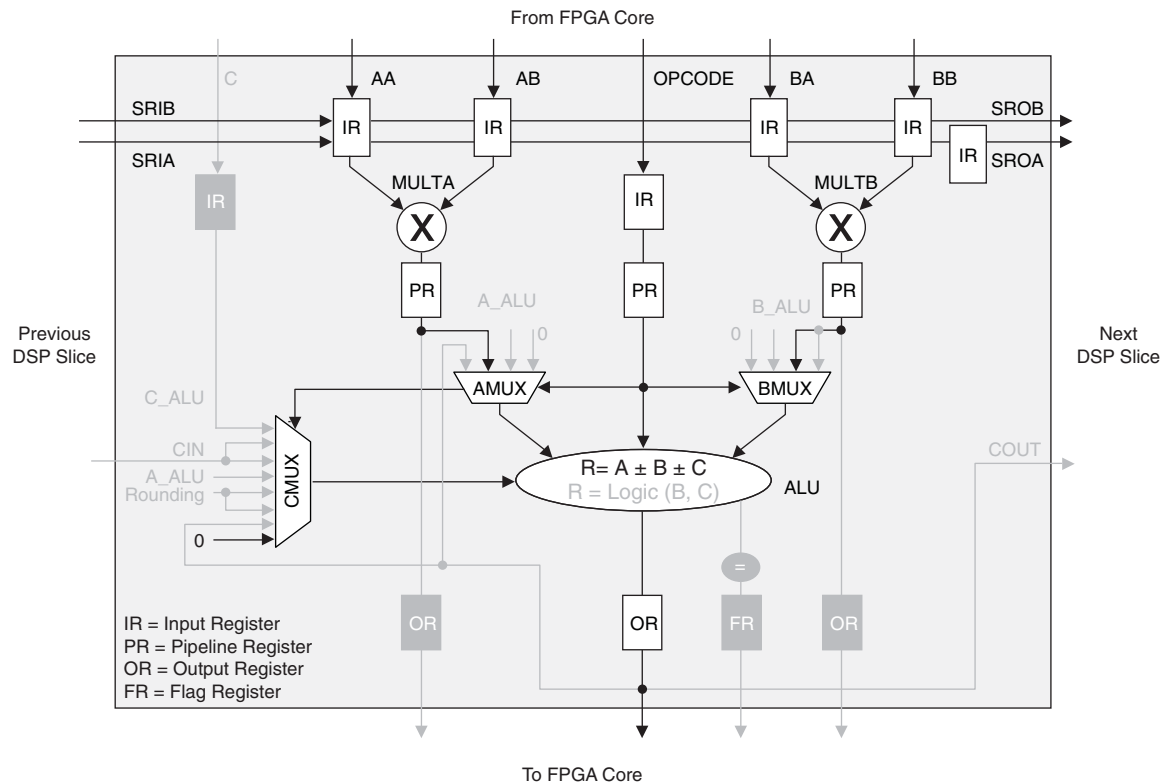 From FPGA Core
C
AA
AB
OPCODE
BA
BB
SRIB
IR
IR
IR
IR
SROB
SRIA
IR
SROA
IR
MULTA
IR
MULTB
X
X
PR
PR
PR
A_ALU
B_ALU
0
0
Previous
DSP Slice
Next
DSP Slice
AMUX
BMUX
C_ALU
CIN
A_ALU
Rounding
0
CMUX
R= A ± B ± C
R = Logic (B, C)
ALU
COUT
=
OR
OR
FR
OR
IR = Input Register
PR = Pipeline Register
OR = Output Register
FR = Flag Register
To FPGA Core